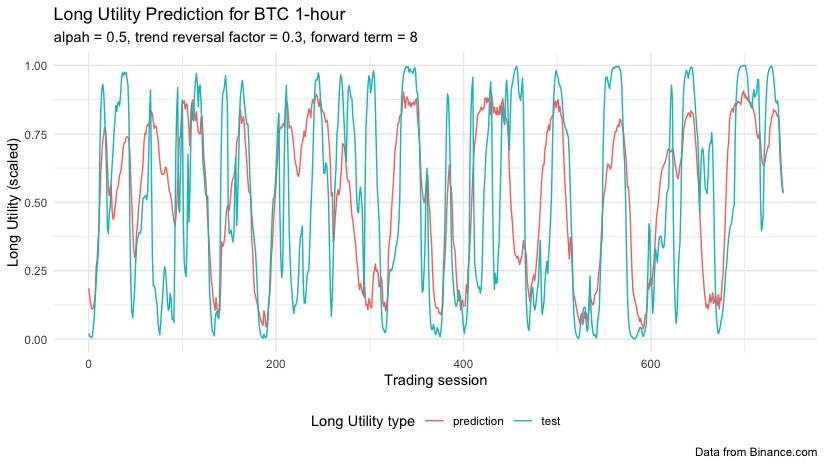 Long Utility Prediction for BTC 1-hour
alpah = 0.5, trend reversal factor = 0.3, forward term = 8
Long Utility (scaled)
1.00
0.75
0.50
0.25
0.00
0 200 400 600
Trading session
Long Utility type prediction test
Data from Binance.com